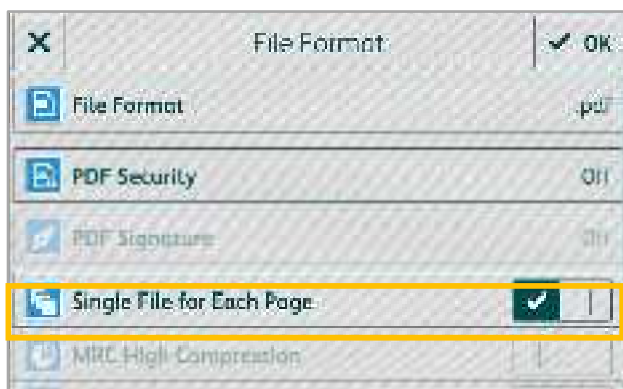 File Format
OK
File Format .pdf
PDF Security Off
PDF Signature Off
Single File for Each Page
MRC High Compression